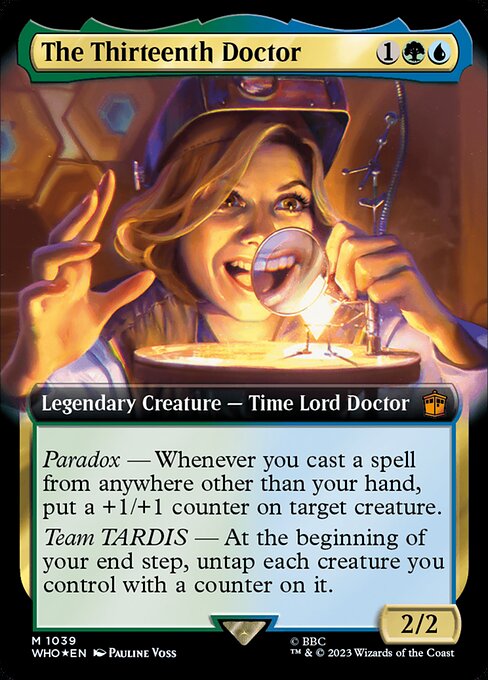 The Thirteenth Doctor 1
Legendary Creature — Time Lord Doctor
Paradox — Whenever you cast a spell
from anywhere other than your hand,
put a +1/+1 counter on target creature.
Team TARDIS — At the beginning of
your end step, untap each creature you
control with a counter on it.
2/2
M 1039
WHO★EN Pauline Voss
© BBC
™ & © 2023 Wizards of the Coast